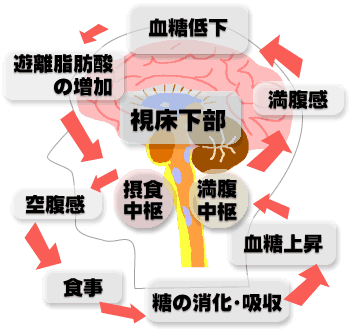 血糖低下
遊離脂肪酸
の増加
満腹感
視床下部
摂食
中枢
満腹
中枢
空腹感
血糖上昇
食事
糖の消化・吸収